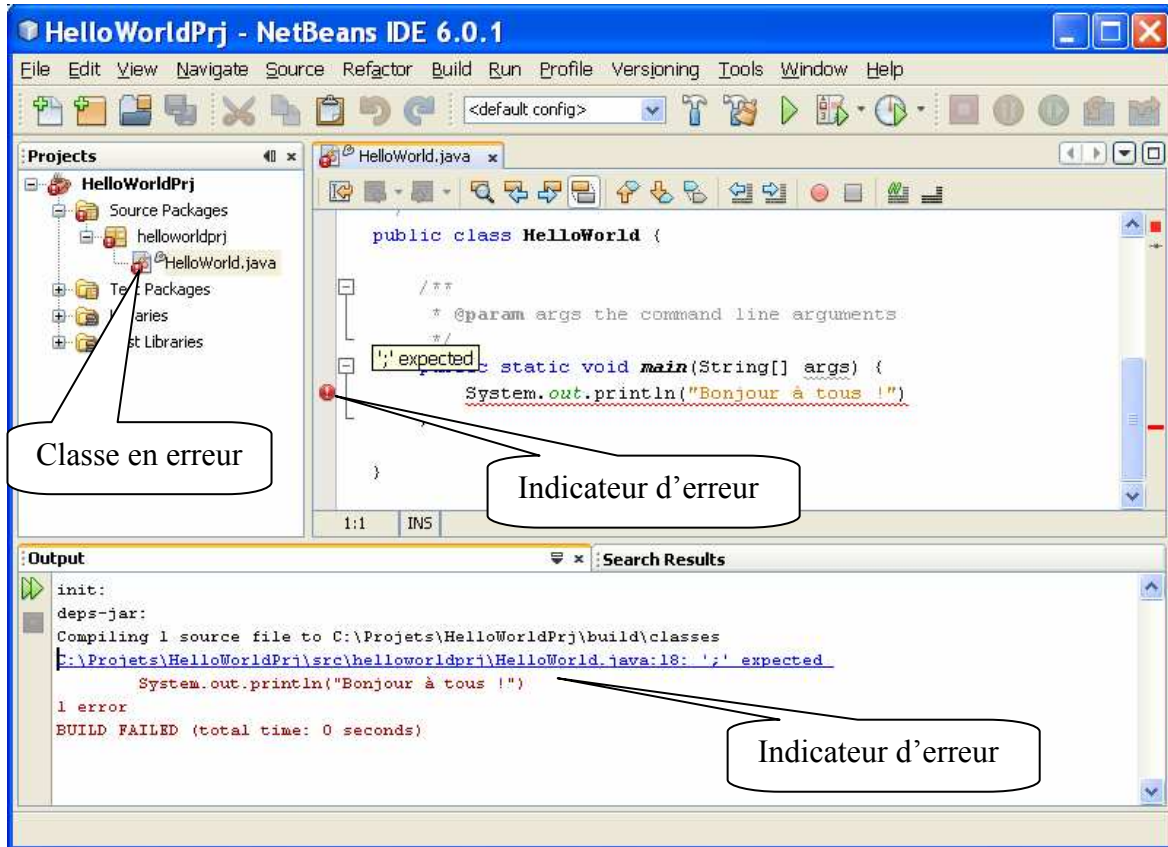 HelloWorldPrj - NetBeans IDE 6.0.1
File Edit View Navigate Source Refactor Build Run Profile Versioning Tools Window Help
<default config>
Projects
HelloWorldPrj
Source Packages
helloworldprj
HelloWorld.java
Packages
Libraries
HelloWorld.java
public class HelloWorld {
/**
* @param args the command line arguments
*/
';' expected
static void main(String[] args) {
System.out.println("Bonjour à tous !")
}
Classe en erreur
Indicateur d'erreur
1:1 INS
Output
Search Results
init:
deps-jar:
Compiling 1 source file to C:\Projets\HelloWorldPrj\build\classes
C:\Projets\HelloWorldPrj\src\helloworldprj\HelloWorld.java:18: ';' expected
System.out.println("Bonjour à tous !")
1 error
BUILD FAILED (total time: 0 seconds)
Indicateur d'erreur